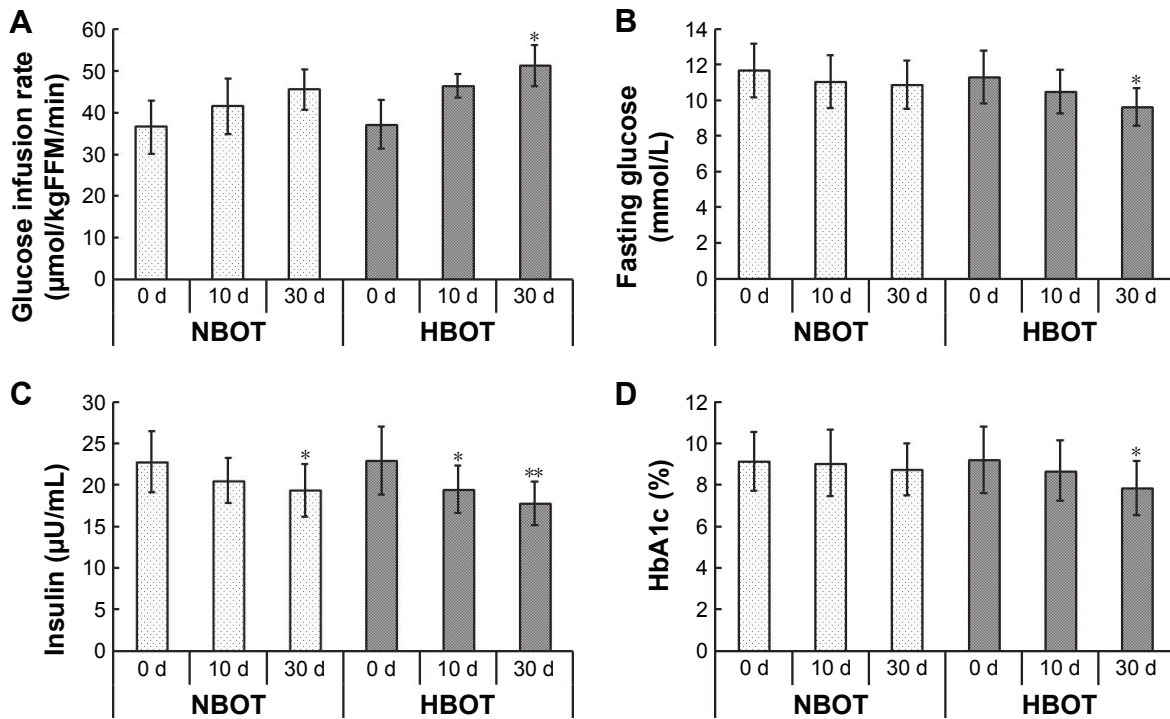 A
Glucose infusion rate
(µmol/kgFFM/min)
60
50
40
30
20
10
0
*
0 d 10 d 30 d 0 d 10 d 30 d
NBOT HBOT
B
Fasting glucose
(mmol/L)
14
12
10
8
6
4
2
0
*
0 d 10 d 30 d 0 d 10 d 30 d
NBOT HBOT
C
Insulin (µU/mL)
30
25
20
15
10
5
0
* * **
0 d 10 d 30 d 0 d 10 d 30 d
NBOT HBOT
D
HbA1c (%)
12
10
8
6
4
2
0
*
0 d 10 d 30 d 0 d 10 d 30 d
NBOT HBOT